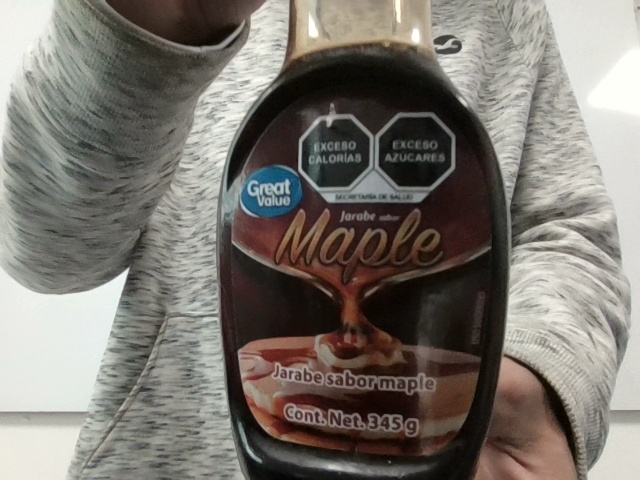 EXCESO
CALORÍAS
EXCESO
AZÚCARES
SECRETARÍA DE SALUD
Great
Value
Jarabe sabor
Maple
Jarabe sabor maple
Cont. Net. 345 g